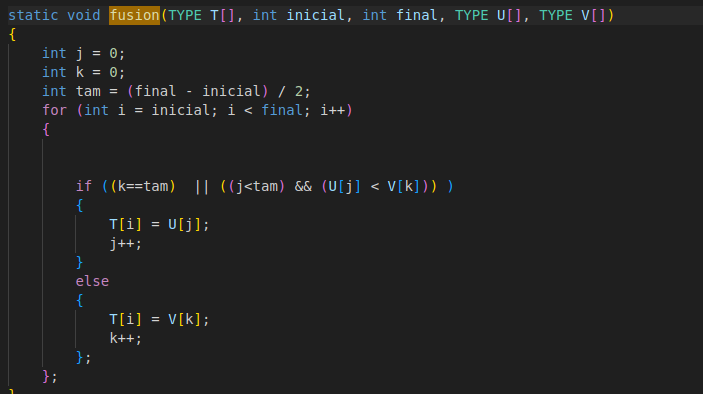 static void fusion(TYPE T[], int inicial, int final, TYPE U[], TYPE V[])
{
    int j = 0;
    int k = 0;
    int tam = (final - inicial) / 2;
    for (int i = inicial; i < final; i++)
    {


        if ((k==tam)  || ((j<tam) && (U[j] < V[k])) )
        {
            T[i] = U[j];
            j++;
        }
        else
        {
            T[i] = V[k];
            k++;
        };
    };
}